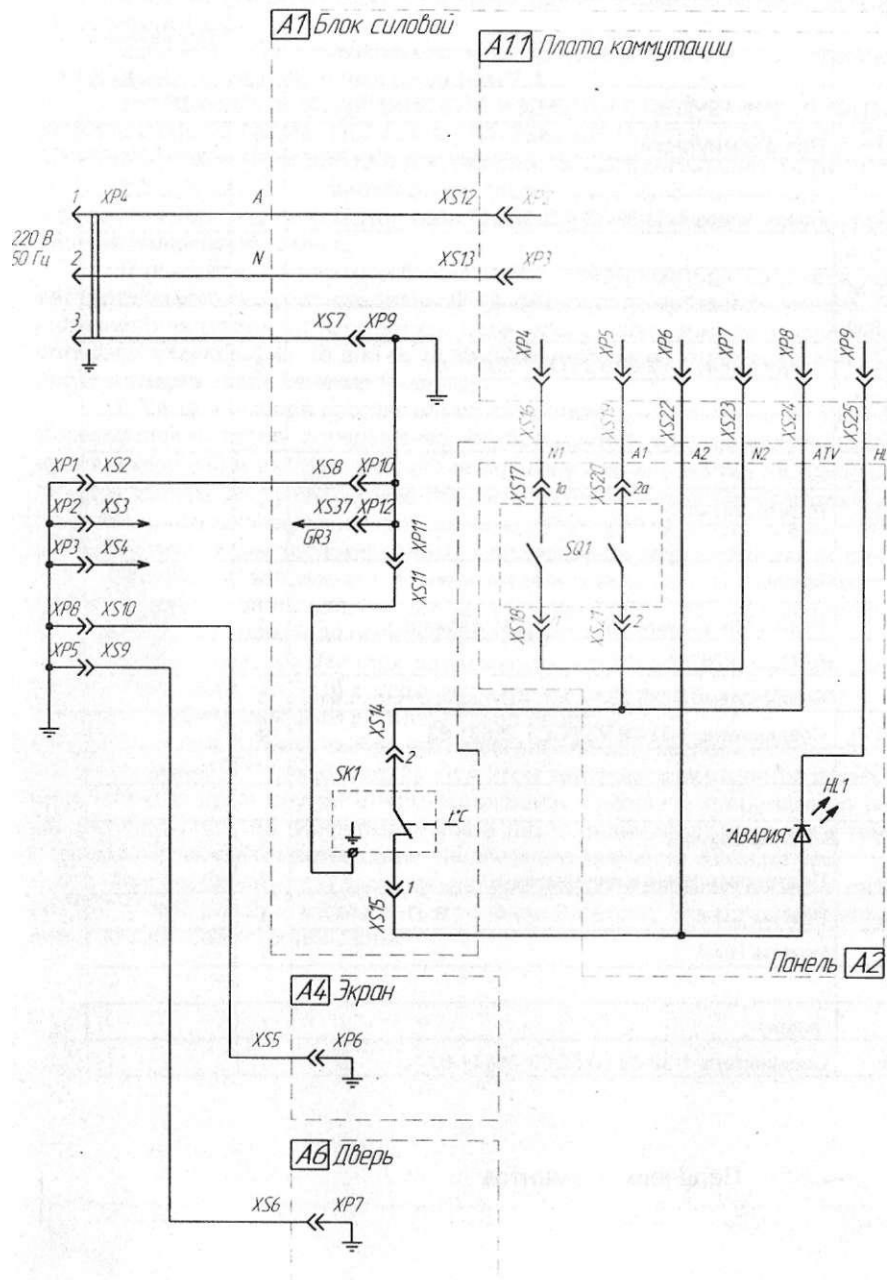 A1 Блок силовой
A1.1 Плата коммутации
1 XP4 A XS12 XP2
220 В
50 Гц
2 N XS13 XP3
3 XS7 XP9
XP4 XP5 XP6 XP7 XP8 XP9
XS16 XS19 XS22 XS23 XS24 XS25
XP1 XS2 XS8 XP10
N1 A1 A2 N2 ATV HL
XS17 1а XS20 2а
XP2 XS3 XS37 XP12
GR3
XP11
XP3 XS4
XS11
SQ1
XP8 XS10
XS18 1 XS21 2
XP5 XS9
XS14
2
SK1
t°C
HL1
"АВАРИЯ"
1
XS15
Панель A2
A4 Экран
XS5 XP6
A6 Дверь
XS6 XP7